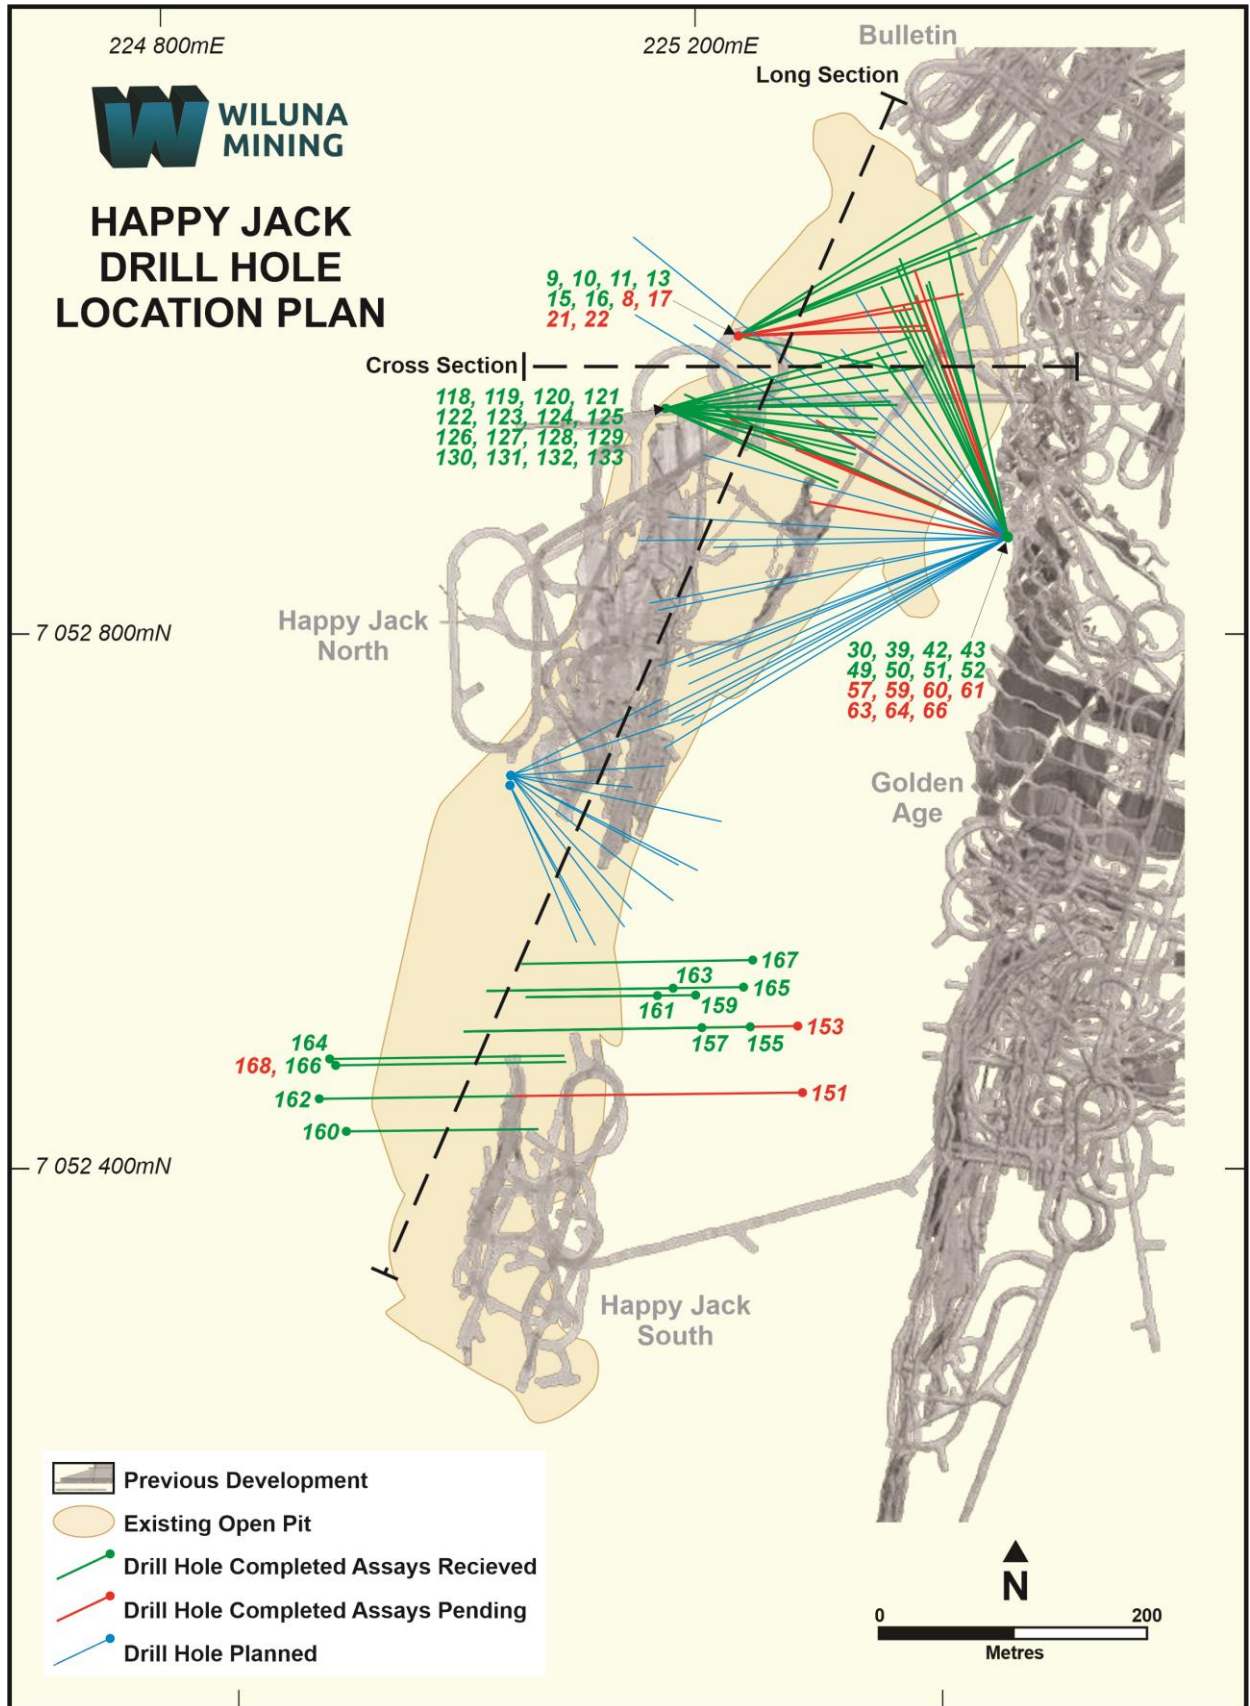 224 800mE
225 200mE
Bulletin
Long Section
WILUNA
MINING
HAPPY JACK
DRILL HOLE
LOCATION PLAN
9, 10, 11, 13
15, 16, 8, 17
21, 22
Cross Section
118, 119, 120, 121
122, 123, 124, 125
126, 127, 128, 129
130, 131, 132, 133
Happy Jack
North
7 052 800mN
30, 39, 42, 43
49, 50, 51, 52
57, 59, 60, 61
63, 64, 66
Golden
Age
167
163
165
161
159
153
157
155
164
168, 166
162
151
160
7 052 400mN
Happy Jack
South
Previous Development
Existing Open Pit
Drill Hole Completed Assays Recieved
Drill Hole Completed Assays Pending
Drill Hole Planned
N
0
200
Metres